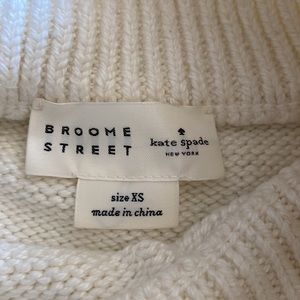 BROOME
STREET
kate spade
NEW YORK
size XS
made in china